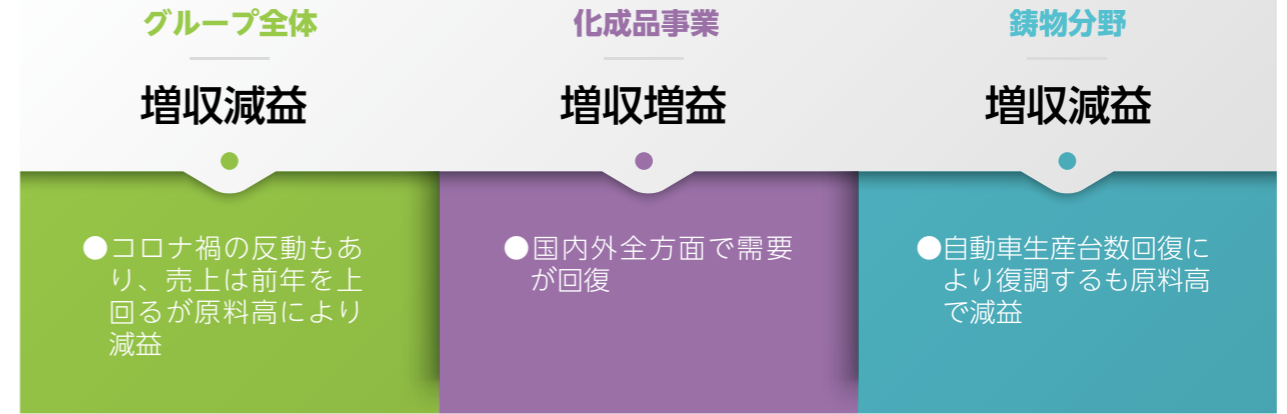 グループ全体
増収減益
●コロナ禍の反動もあ
り、売上は前年を上
回るが原料高により
減益
化成品事業
増収増益
●国内外全方面で需要
が回復
鋳物分野
増収減益
●自動車生産台数回復に
より復調するも原料高
で減益